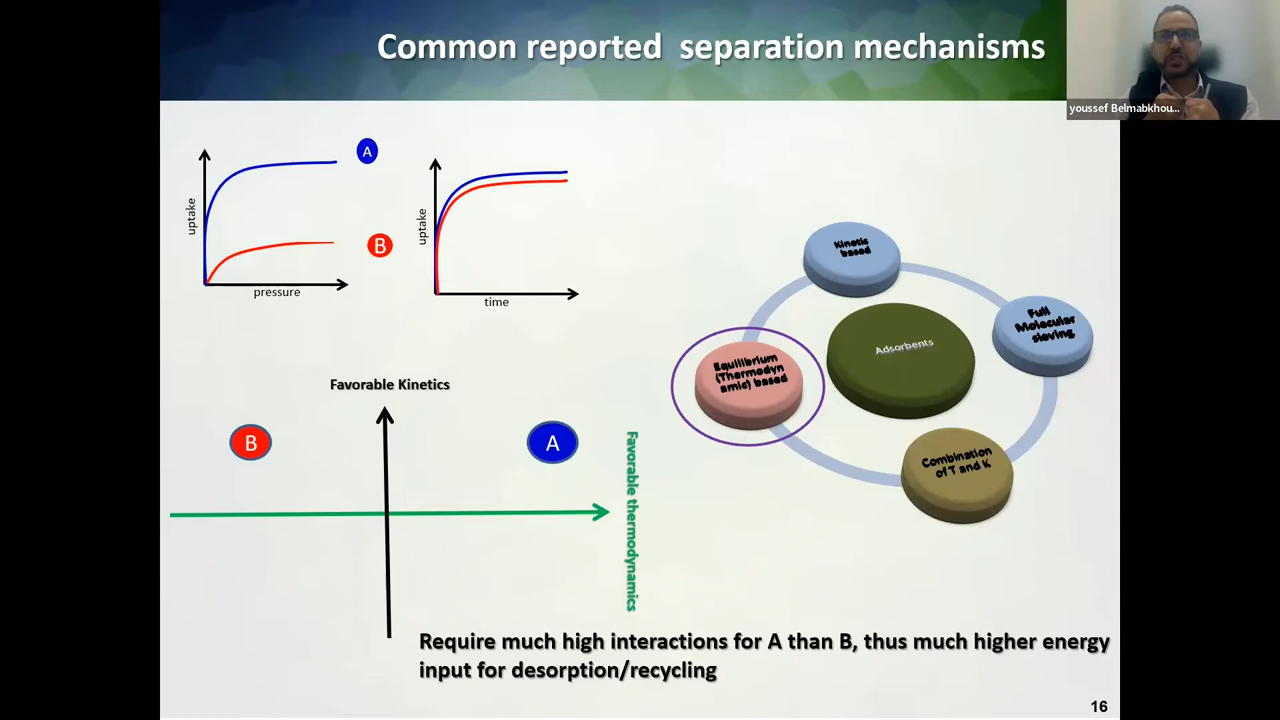 Common reported separation mechanisms
youssef Belmabkhou...
A
B
uptake
pressure
uptake
time
Kinetic
based
Full
Molecular
sieving
Adsorbents
Equilibrium
(Thermodyn
amic) based
Combination
of T and K
Favorable Kinetics
B
A
Favorable thermodynamics
Require much high interactions for A than B, thus much higher energy
input for desorption/recycling
16